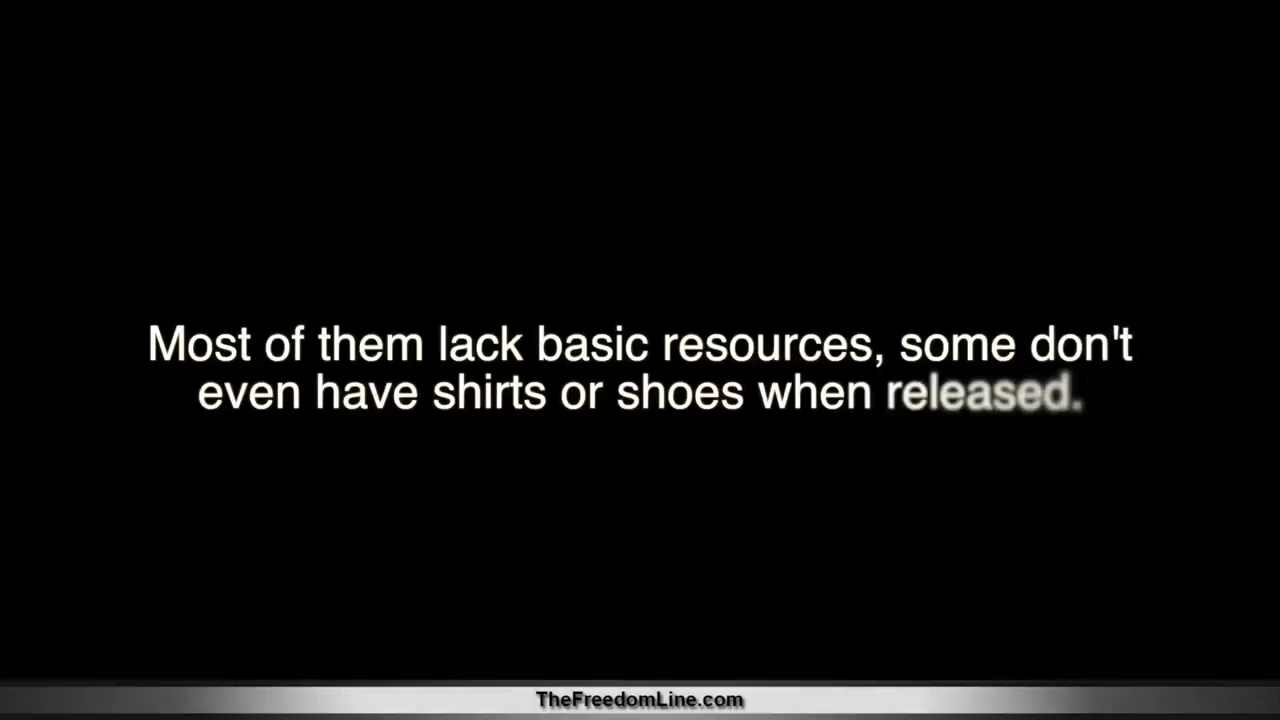 Most of them lack basic resources, some don't
even have shirts or shoes when released.
TheFreedomLine.com